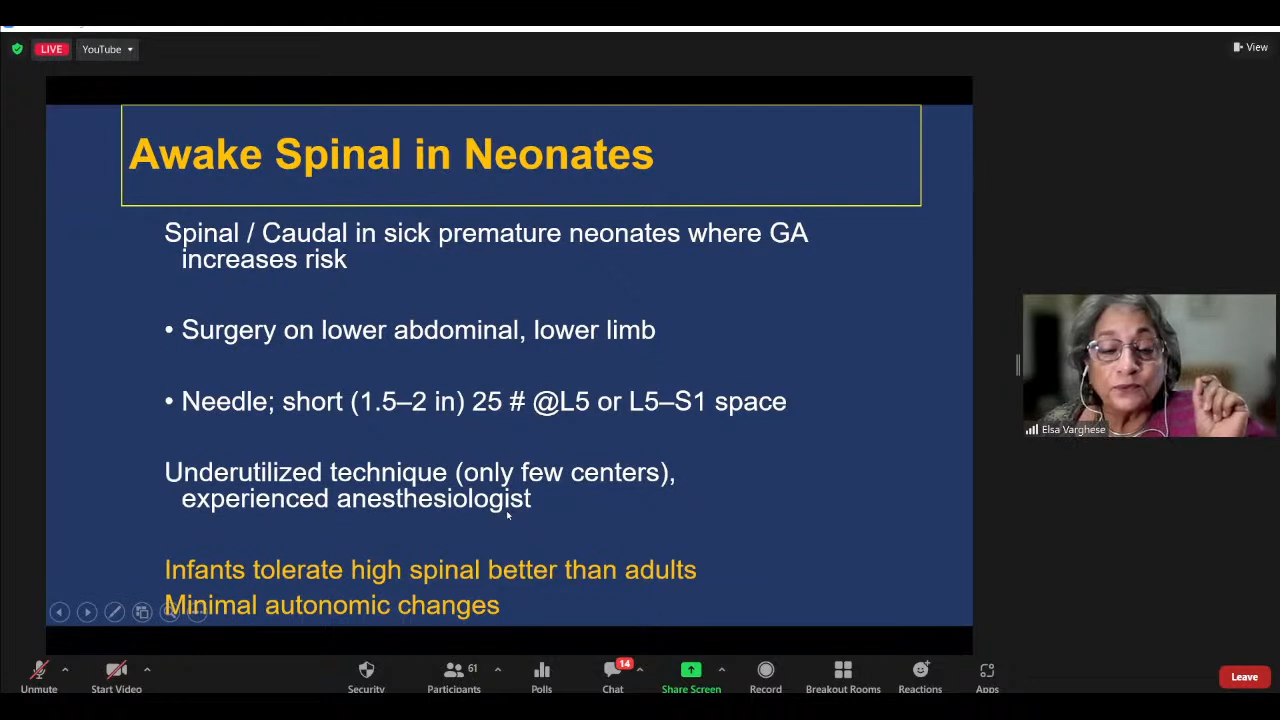 LIVE
YouTube
View
Awake Spinal in Neonates
Spinal / Caudal in sick premature neonates where GA
increases risk
• Surgery on lower abdominal, lower limb
• Needle; short (1.5–2 in) 25 # @L5 or L5–S1 space
Underutilized technique (only few centers),
experienced anesthesiologist
Infants tolerate high spinal better than adults
Minimal autonomic changes
Elsa Varghese
61
14
Unmute
Start Video
Security
Participants
Polls
Chat
Share Screen
Record
Breakout Rooms
Reactions
Apps
Leave